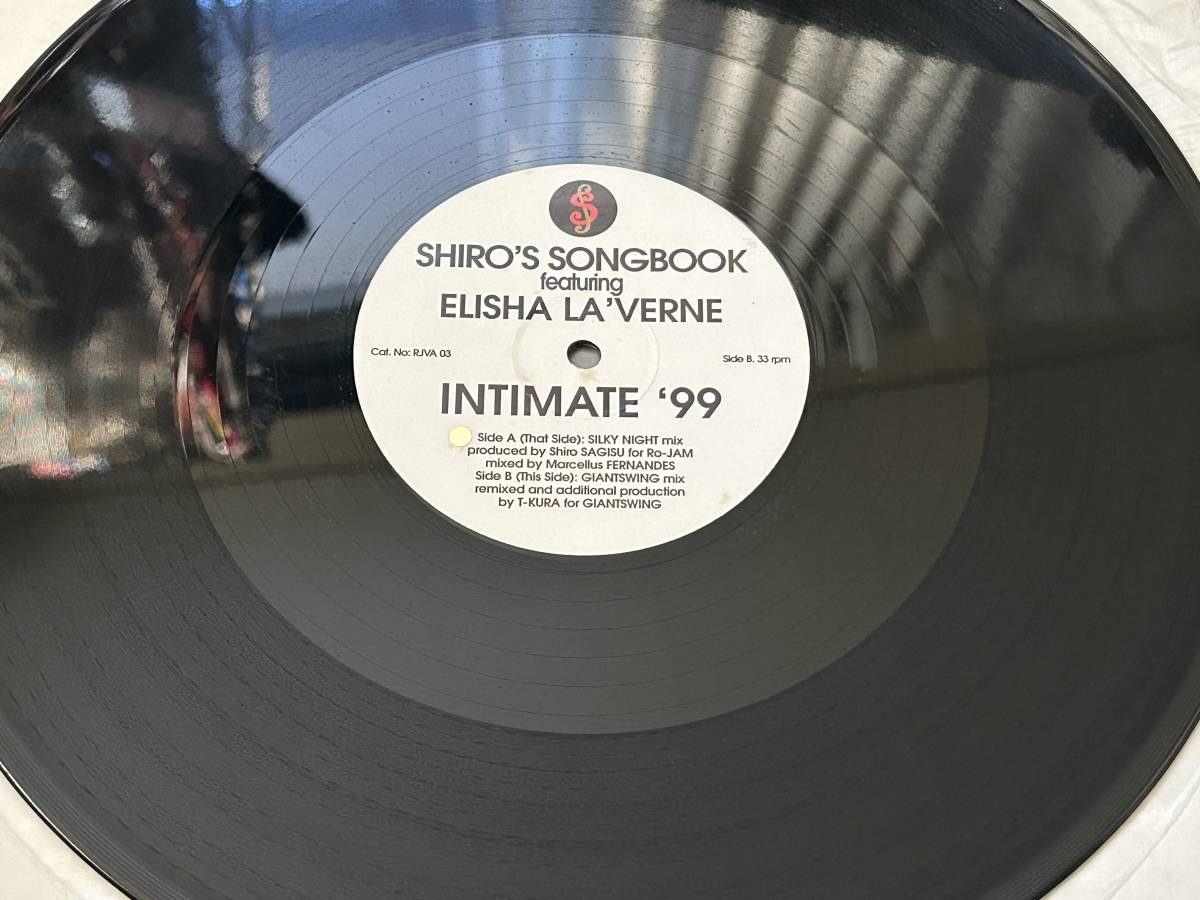 SHIRO'S SONGBOOK
featuring
ELISHA LA'VERNE
Cat. No: RJVA 03
Side B. 33 rpm
INTIMATE ‘99
Side A (That Side): SILKY NIGHT mix
produced by Shiro SAGISU for Ro-JAM
mixed by Marcellus FERNANDES
Side B (This Side): GIANTSWING mix
remixed and additional production
by T-KURA for GIANTSWING